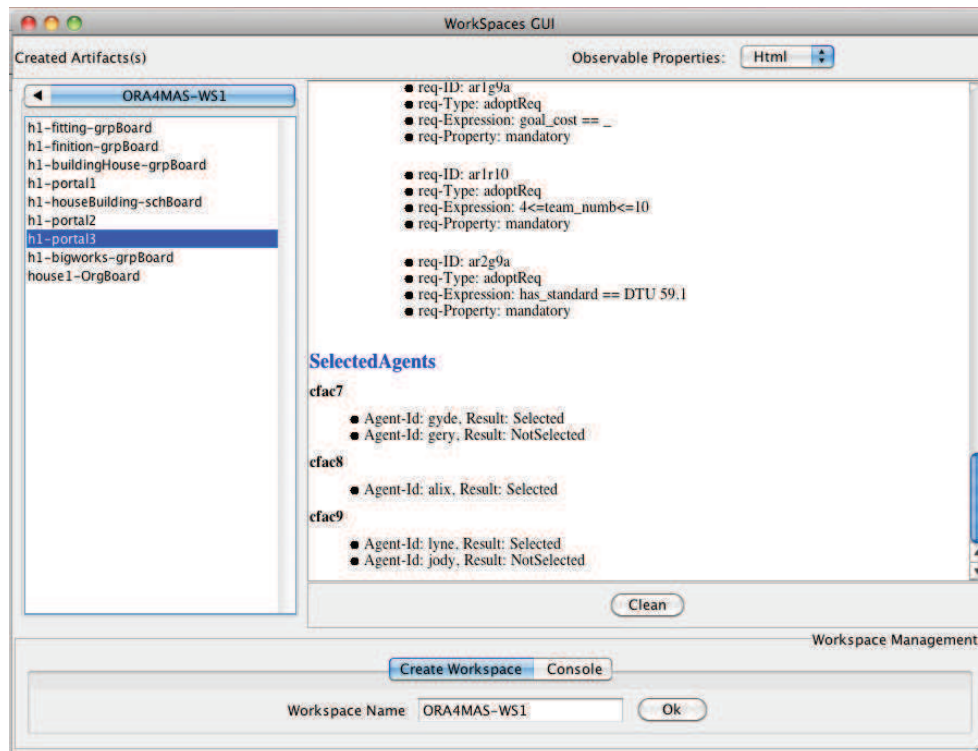 WorkSpaces GUI
Created Artifacts(s)
Observable Properties: Html
ORA4MAS-WS1
h1-fitting-grpBoard
h1-finition-grpBoard
h1-buildingHouse-grpBoard
h1-portal1
h1-houseBuilding-schBoard
h1-portal2
h1-portal3
h1-bigworks-grpBoard
house1-OrgBoard
req-ID: ar1g9a
req-Type: adoptReq
req-Expression: goal_cost == _
req-Property: mandatory
req-ID: ar1r10
req-Type: adoptReq
req-Expression: 4<=team_numb<=10
req-Property: mandatory
req-ID: ar2g9a
req-Type: adoptReq
req-Expression: has_standard == DTU 59.1
req-Property: mandatory
SelectedAgents
cfac7
Agent-Id: gyde, Result: Selected
Agent-Id: gery, Result: NotSelected
cfac8
Agent-Id: alix, Result: Selected
cfac9
Agent-Id: lyne, Result: Selected
Agent-Id: jody, Result: NotSelected
Clean
Workspace Management
Create Workspace Console
Workspace Name ORA4MAS-WS1 Ok